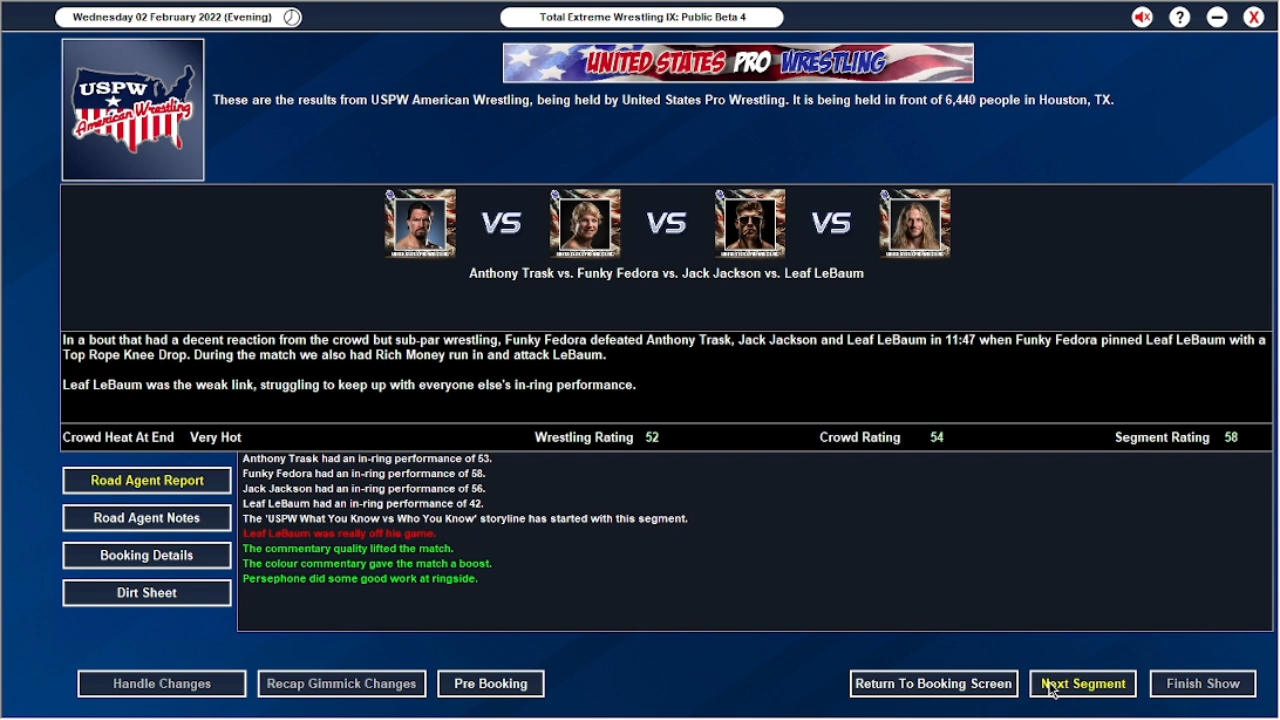 Wednesday 02 February 2022 (Evening)
Total Extreme Wrestling IX: Public Beta 4
?
X
USPW
American Wrestling
UNITED STATES PRO WRESTLING
These are the results from USPW American Wrestling, being held by United States Pro Wrestling. It is being held in front of 6,440 people in Houston, TX.
VS VS VS
Anthony Trask vs. Funky Fedora vs. Jack Jackson vs. Leaf LeBaum
In a bout that had a decent reaction from the crowd but sub-par wrestling, Funky Fedora defeated Anthony Trask, Jack Jackson and Leaf LeBaum in 11:47 when Funky Fedora pinned Leaf LeBaum with a
Top Rope Knee Drop. During the match we also had Rich Money run in and attack LeBaum.
Leaf LeBaum was the weak link, struggling to keep up with everyone else's in-ring performance.
Crowd Heat At End Very Hot Wrestling Rating 52 Crowd Rating 54 Segment Rating 58
Road Agent Report
Road Agent Notes
Booking Details
Dirt Sheet
Anthony Trask had an in-ring performance of 53.
Funky Fedora had an in-ring performance of 58.
Jack Jackson had an in-ring performance of 56.
Leaf LeBaum had an in-ring performance of 42.
The 'USPW What You Know vs Who You Know' storyline has started with this segment.
Leaf LeBaum was really off his game.
The commentary quality lifted the match.
The colour commentary gave the match a boost.
Persephone did some good work at ringside.
Handle Changes Recap Gimmick Changes Pre Booking Return To Booking Screen Next Segment Finish Show